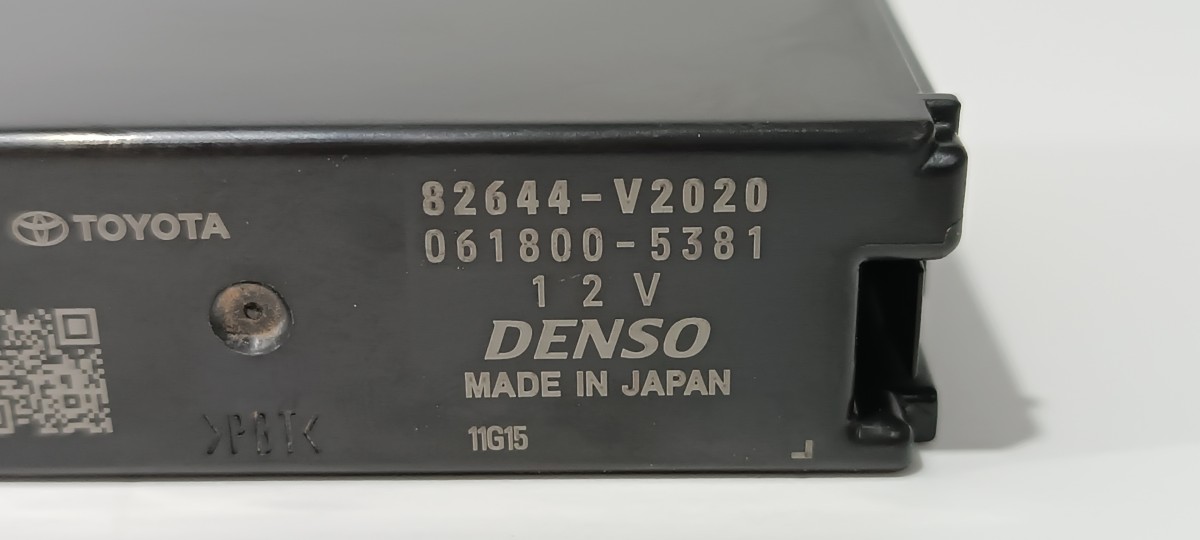 82644-V2020
TOYOTA
061800-5381
12V
DENSO
MADE IN JAPAN
>PBT<
11G15